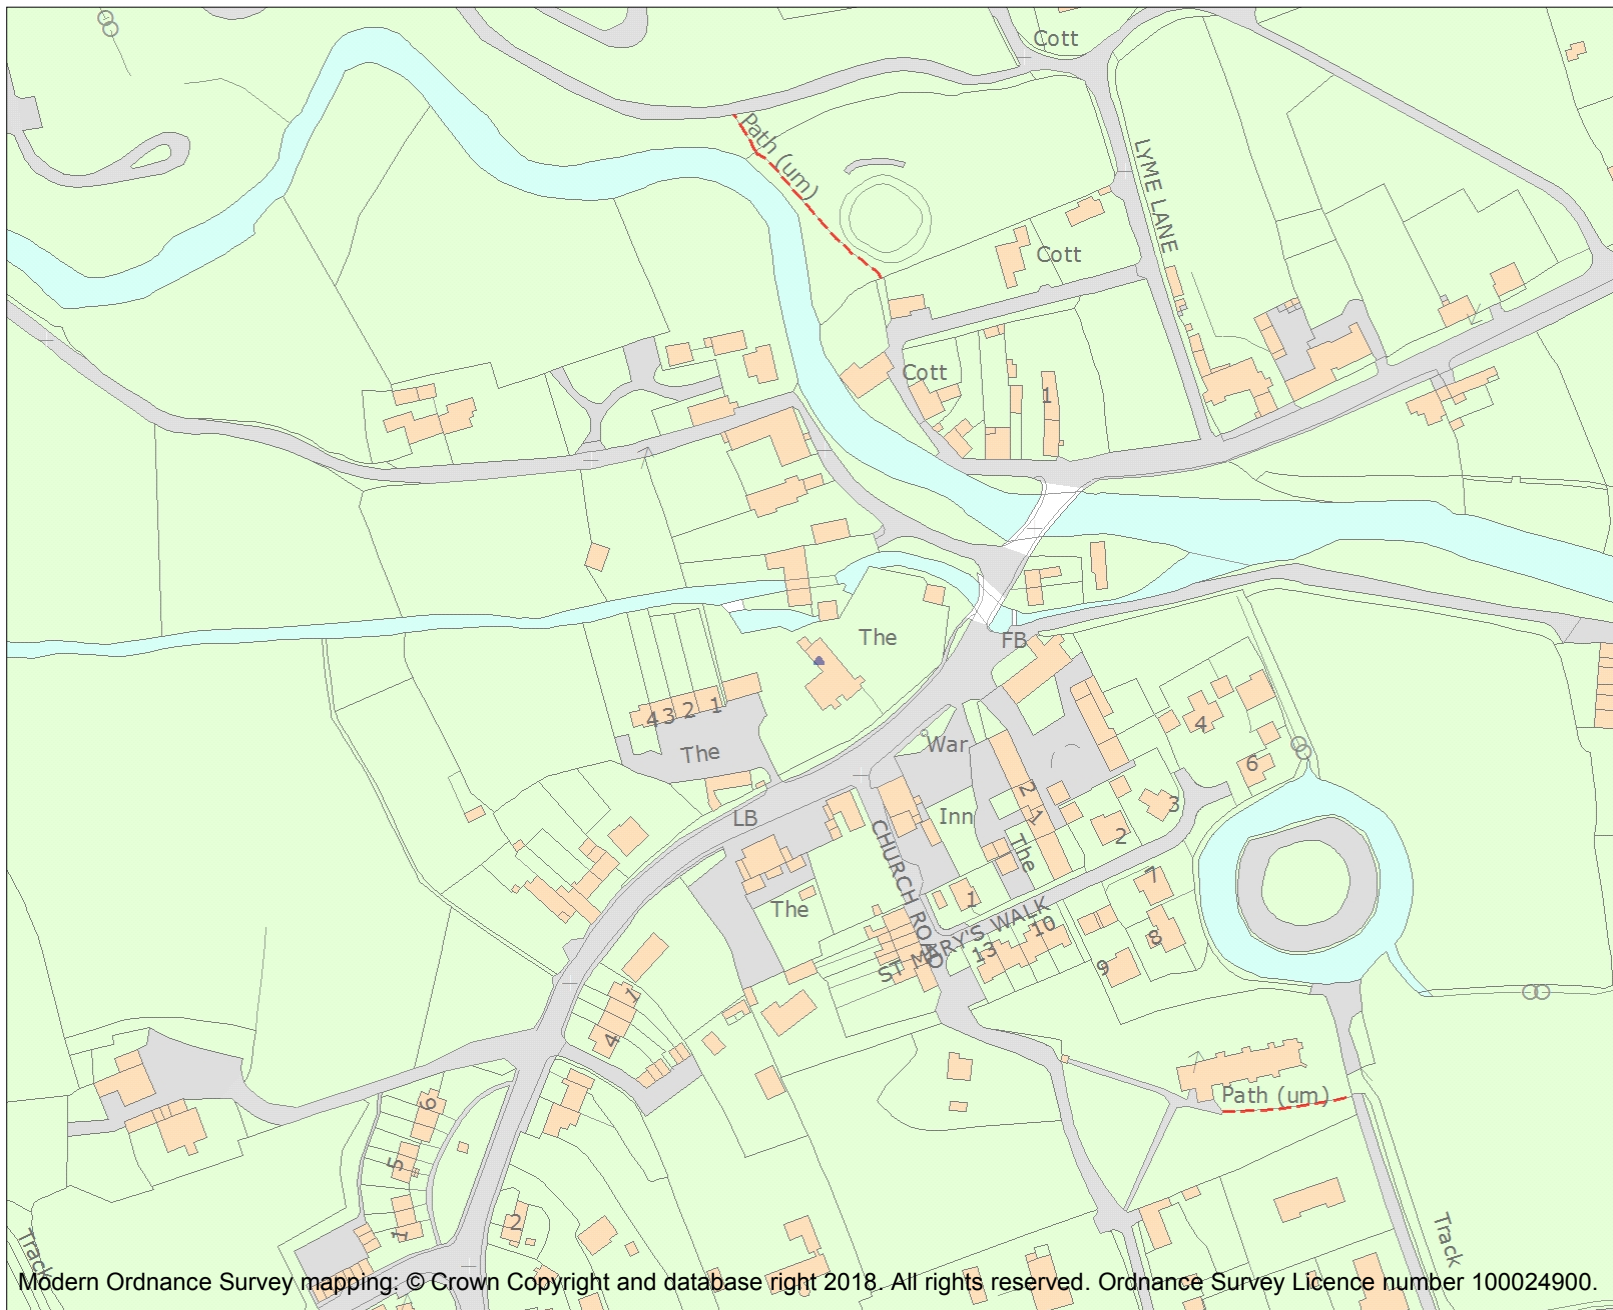 Cott
Path (um)
LYME LANE
Cott
Cott
1
The
FB
4 3 2 1
The
War
4
6
2
1
Inn
The
3
2
LB
CHURCH ROAD
1
7
The
ST MARY'S WALK
10
13
8
9
1
4
Path (um)
6
5
1
2
Track
Track
Modern Ordnance Survey mapping: © Crown Copyright and database right 2018. All rights reserved. Ordnance Survey Licence number 100024900.